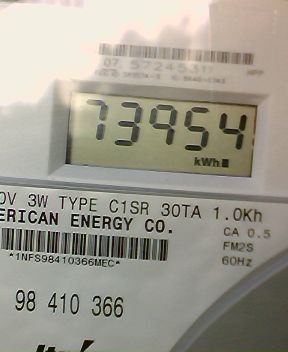 73954
kWh
0V 3W TYPE C1SR 30TA 1.0Kh
ERICAN ENERGY CO.
CA 0.5
FM2S
*1NFS98410366MEC*
60Hz
98 410 366